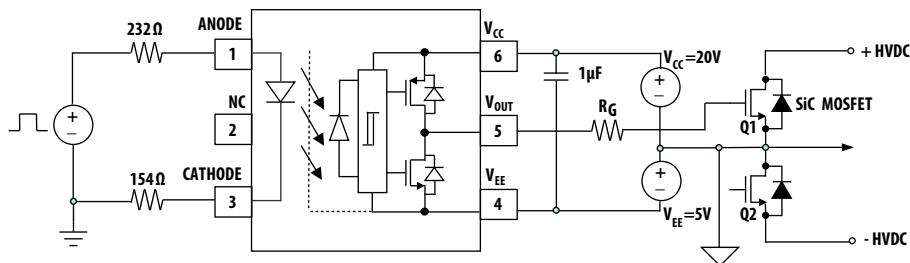 232Ω
ANODE
1
NC
2
154Ω
CATHODE
3
+
−
VCC
6
VOUT
5
VEE
4
1µF
RG
VCC=20V
+
−
+
−
VEE=5V
+ HVDC
SiC MOSFET
Q1
Q2
- HVDC